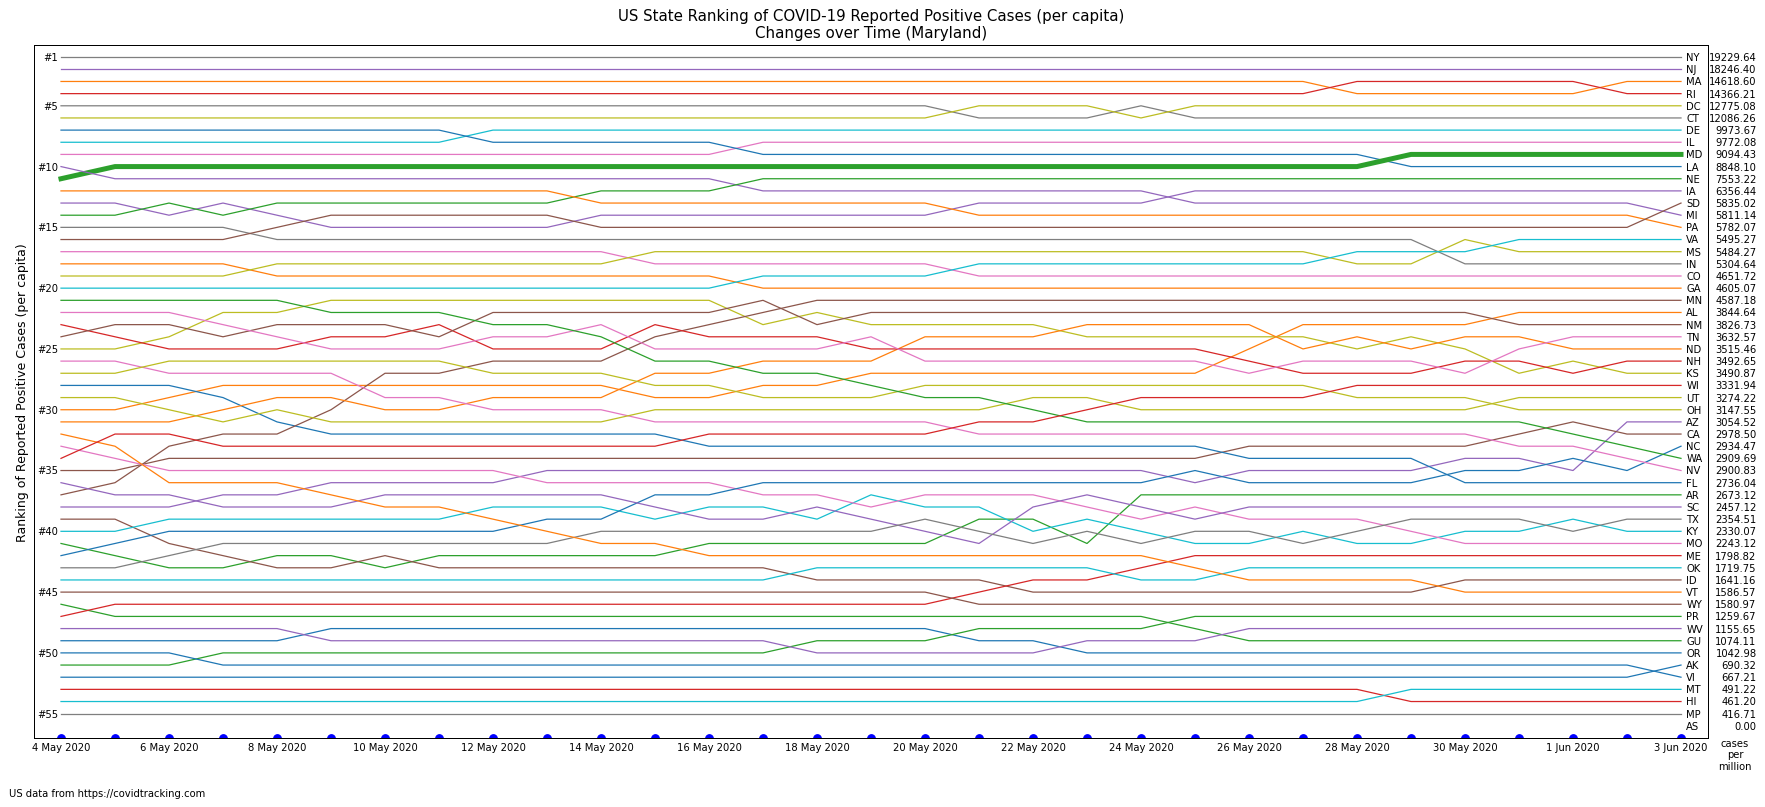 US State Ranking of COVID-19 Reported Positive Cases (per capita)
Changes over Time (Maryland)
Ranking of Reported Positive Cases (per capita)
#1
#5
#10
#15
#20
#25
#30
#35
#40
#45
#50
#55
NY 19229.64
NJ 18246.40
MA 14618.60
RI 14366.21
DC 12775.08
CT 12086.26
DE 9973.67
IL 9772.08
MD 9094.43
LA 8848.10
NE 7553.22
IA 6356.44
SD 5835.02
MI 5811.14
PA 5782.07
VA 5495.27
MS 5484.27
IN 5304.64
CO 4651.72
GA 4605.07
MN 4587.18
AL 3844.64
NM 3826.73
TN 3632.57
ND 3515.46
NH 3492.65
KS 3490.87
WI 3331.94
UT 3274.22
OH 3147.55
AZ 3054.52
CA 2978.50
NC 2934.47
WA 2909.69
NV 2900.83
FL 2736.04
AR 2673.12
SC 2457.12
TX 2354.51
KY 2330.07
MO 2243.12
ME 1798.82
OK 1719.75
ID 1641.16
VT 1586.57
WY 1580.97
PR 1259.67
WV 1155.65
GU 1074.11
OR 1042.98
AK 690.32
VI 667.21
MT 491.22
HI 461.20
MP 416.71
AS 0.00
4 May 2020 6 May 2020 8 May 2020 10 May 2020 12 May 2020 14 May 2020 16 May 2020 18 May 2020 20 May 2020 22 May 2020 24 May 2020 26 May 2020 28 May 2020 30 May 2020 1 Jun 2020 3 Jun 2020
cases
per
million
US data from https://covidtracking.com